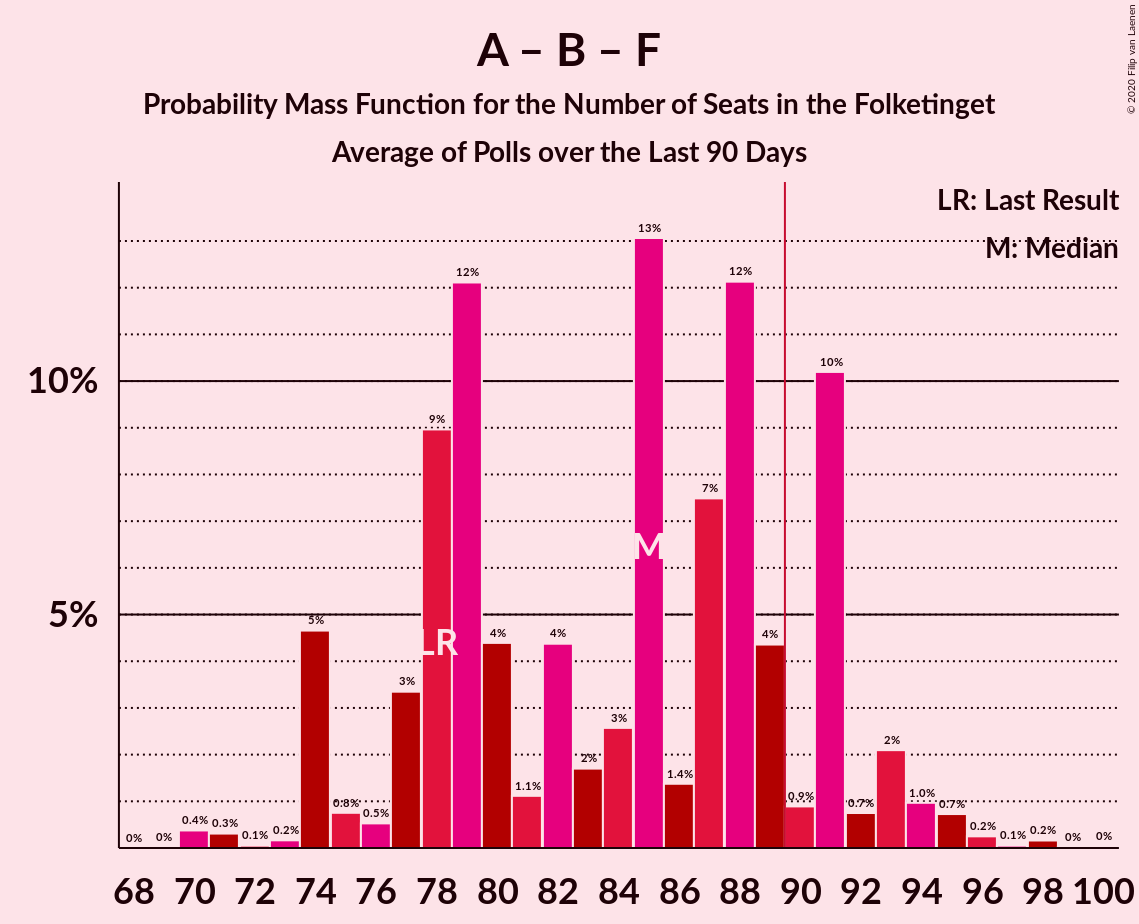 A – B – F
Probability Mass Function for the Number of Seats in the Folketinget
Average of Polls over the Last 90 Days
© 2020 Filip van Laenen
LR: Last Result
M: Median
10%
5%
0% 0% 0.4% 0.3% 0.1% 0.2% 5% 0.8% 0.5% 3% 9% 12% 4% 1.1% 4% 2% 3% 13% 1.4% 7% 12% 4% 0.9% 10% 0.7% 2% 1.0% 0.7% 0.2% 0.1% 0.2% 0% 0%
LR
M
68 70 72 74 76 78 80 82 84 86 88 90 92 94 96 98 100